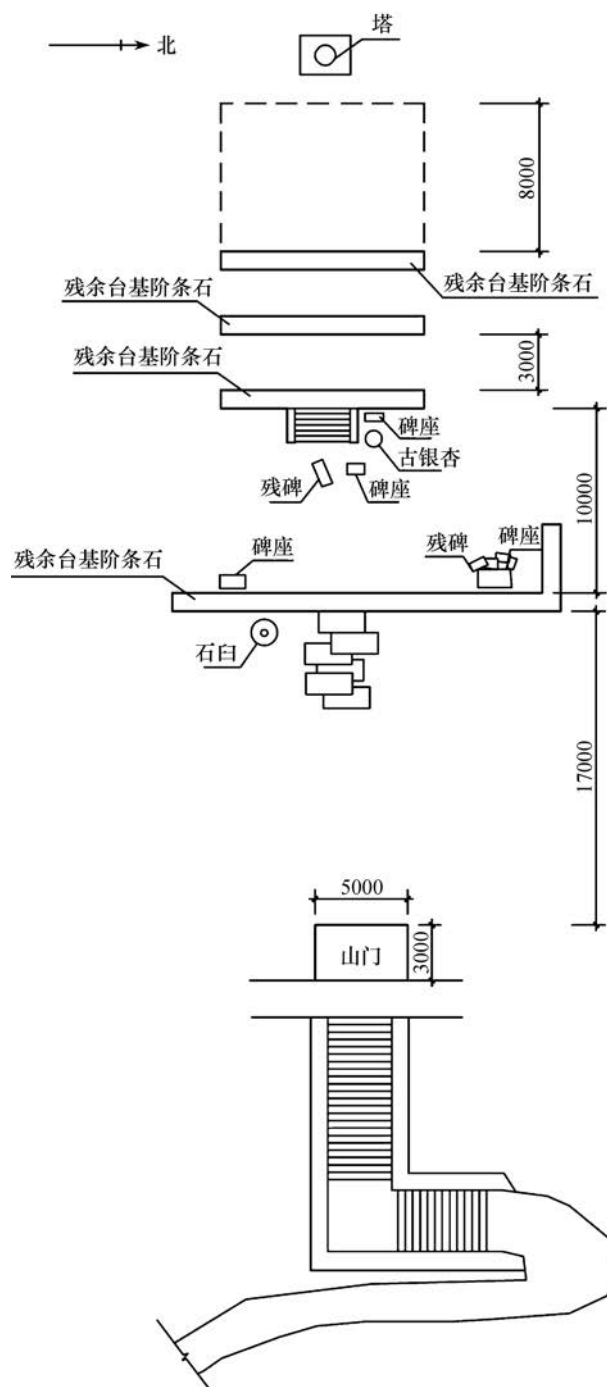 塔
北
8000
残余台基阶条石
残余台基阶条石
3000
残余台基阶条石
碑座
古银杏
残碑
碑座
10000
残余台基阶条石
碑座
残碑
碑座
石臼
17000
5000
山门
3000